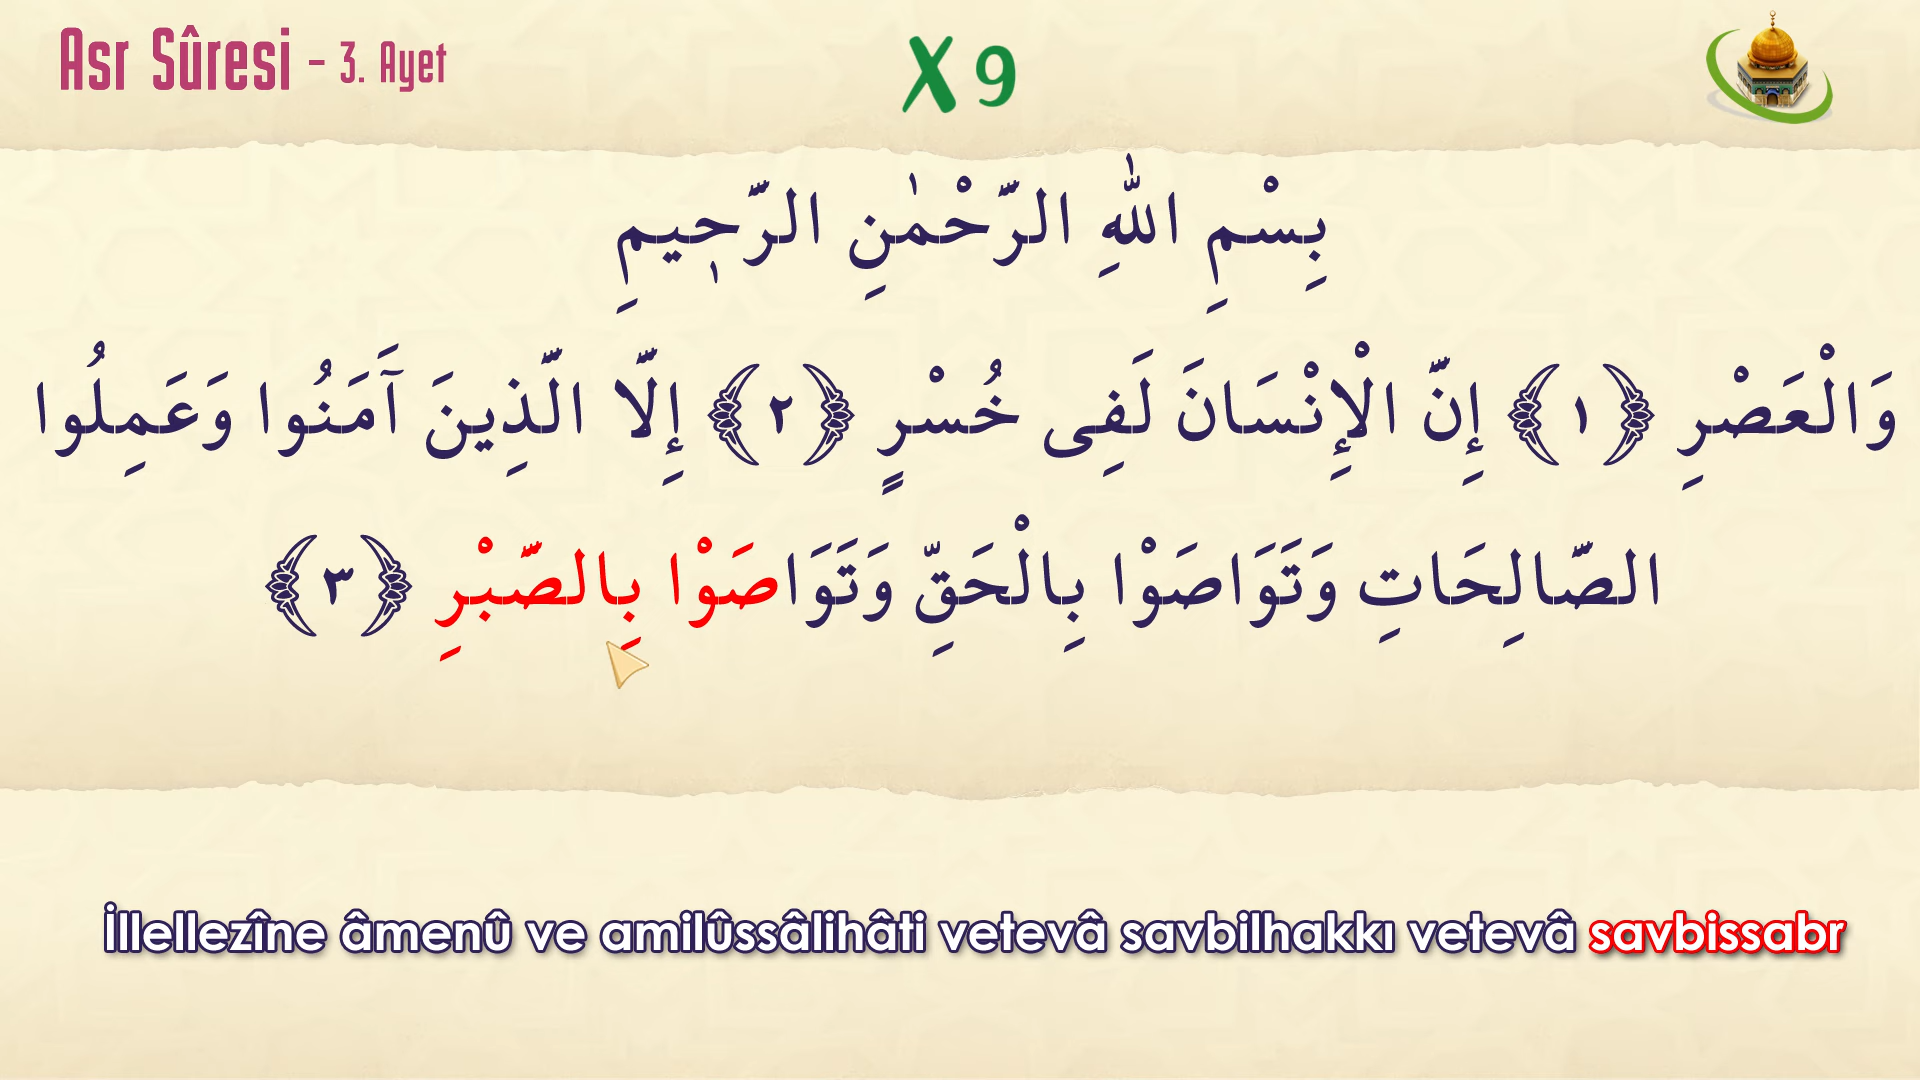 Asr Sûresi - 3. Ayet
X 9
بِسْمِ اللّٰهِ الرَّحْمٰنِ الرَّحٖيمِ
وَالْعَصْرِ ﴿١﴾ إِنَّ الْإِنْسَانَ لَفِى خُسْرٍ ﴿٢﴾ إِلَّا الَّذِينَ آمَنُوا وَعَمِلُوا
الصَّالِحَاتِ وَتَوَاصَوْا بِالْحَقِّ وَتَوَاصَوْا بِالصَّبْرِ ﴿٣﴾
İllellezîne âmenû ve amilûssâlihâti vetevâ savbilhakkı vetevâ savbissabr